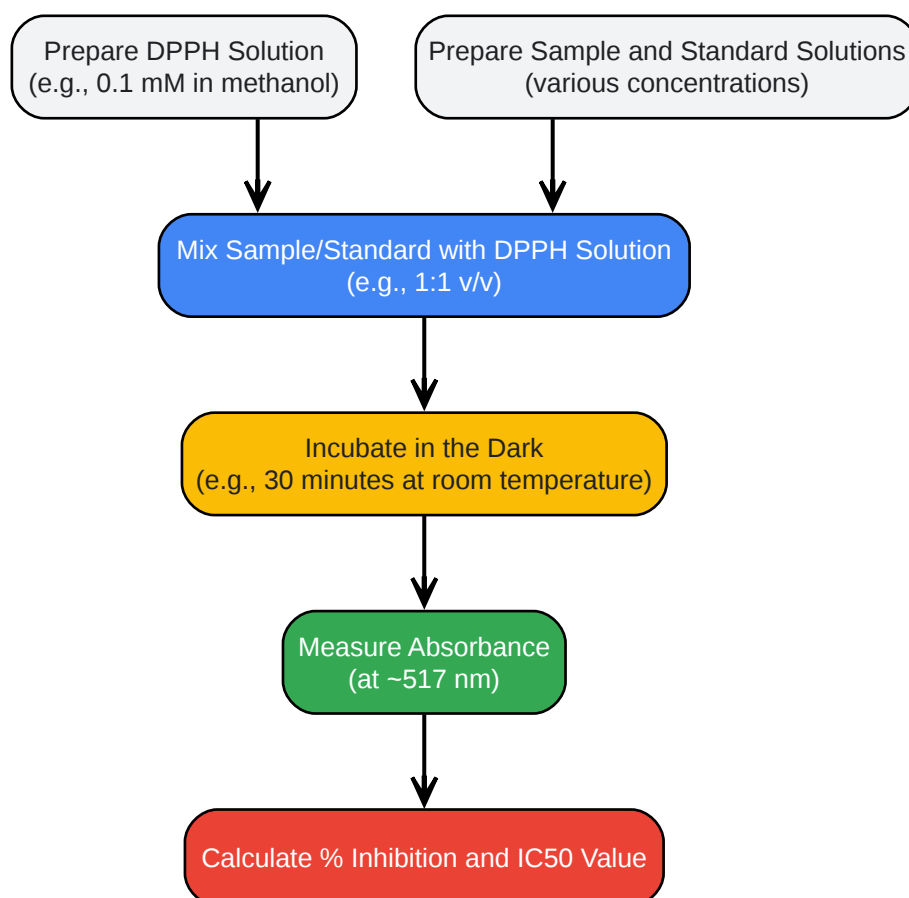 Prepare DPPH Solution
(e.g., 0.1 mM in methanol)
Prepare Sample and Standard Solutions
(various concentrations)
Mix Sample/Standard with DPPH Solution
(e.g., 1:1 v/v)
Incubate in the Dark
(e.g., 30 minutes at room temperature)
Measure Absorbance
(at ~517 nm)
Calculate % Inhibition and IC50 Value